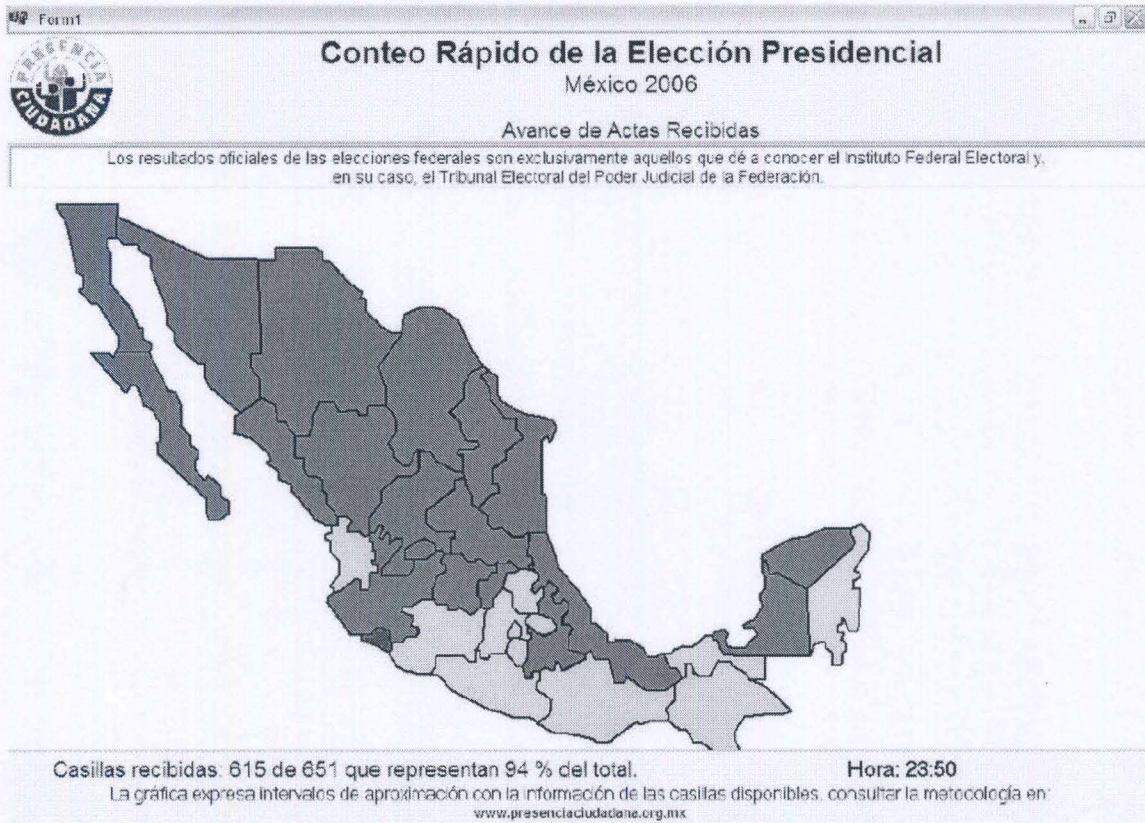 Form1
PRESENCIA CIUDADANA
Conteo Rápido de la Elección Presidencial
México 2006
Avance de Actas Recibidas
Los resultados oficiales de las elecciones federales son exclusivamente aquellos que dé a conocer el Instituto Federal Electoral y,
en su caso, el Tribunal Electoral del Poder Judicial de la Federación.
Casillas recibidas: 615 de 651 que representan 94 % del total.
Hora: 23:50
La gráfica expresa intervalos de aproximación con la información de las casillas disponibles, consultar la metodología en:
www.presenciaciudadana.org.mx